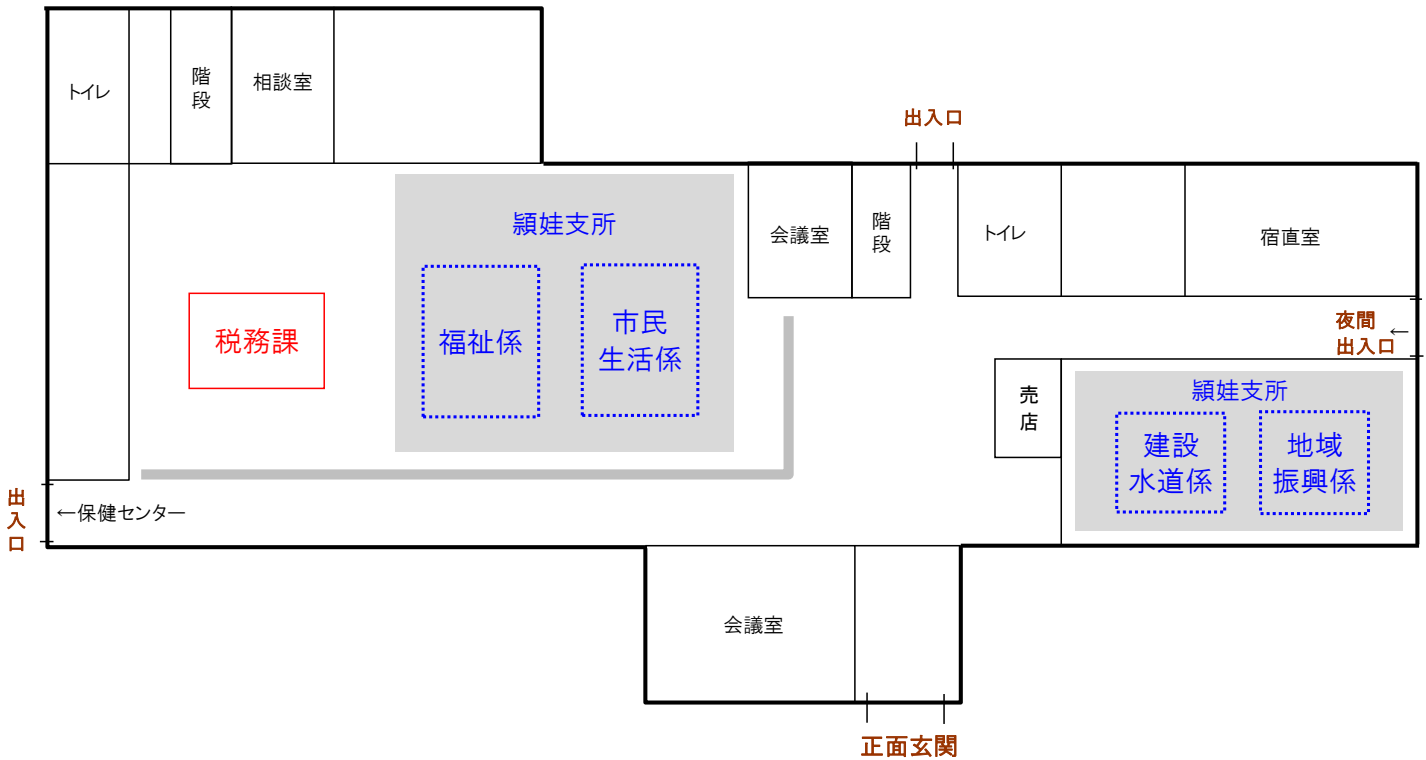 トイレ
階
段
相談室
出入口
頴娃支所
福祉係
市民
生活係
税務課
会議室
階
段
トイレ
宿直室
夜間
出入口
←
売
店
頴娃支所
建設
水道係
地域
振興係
出
入
口
←保健センター
会議室
正面玄関